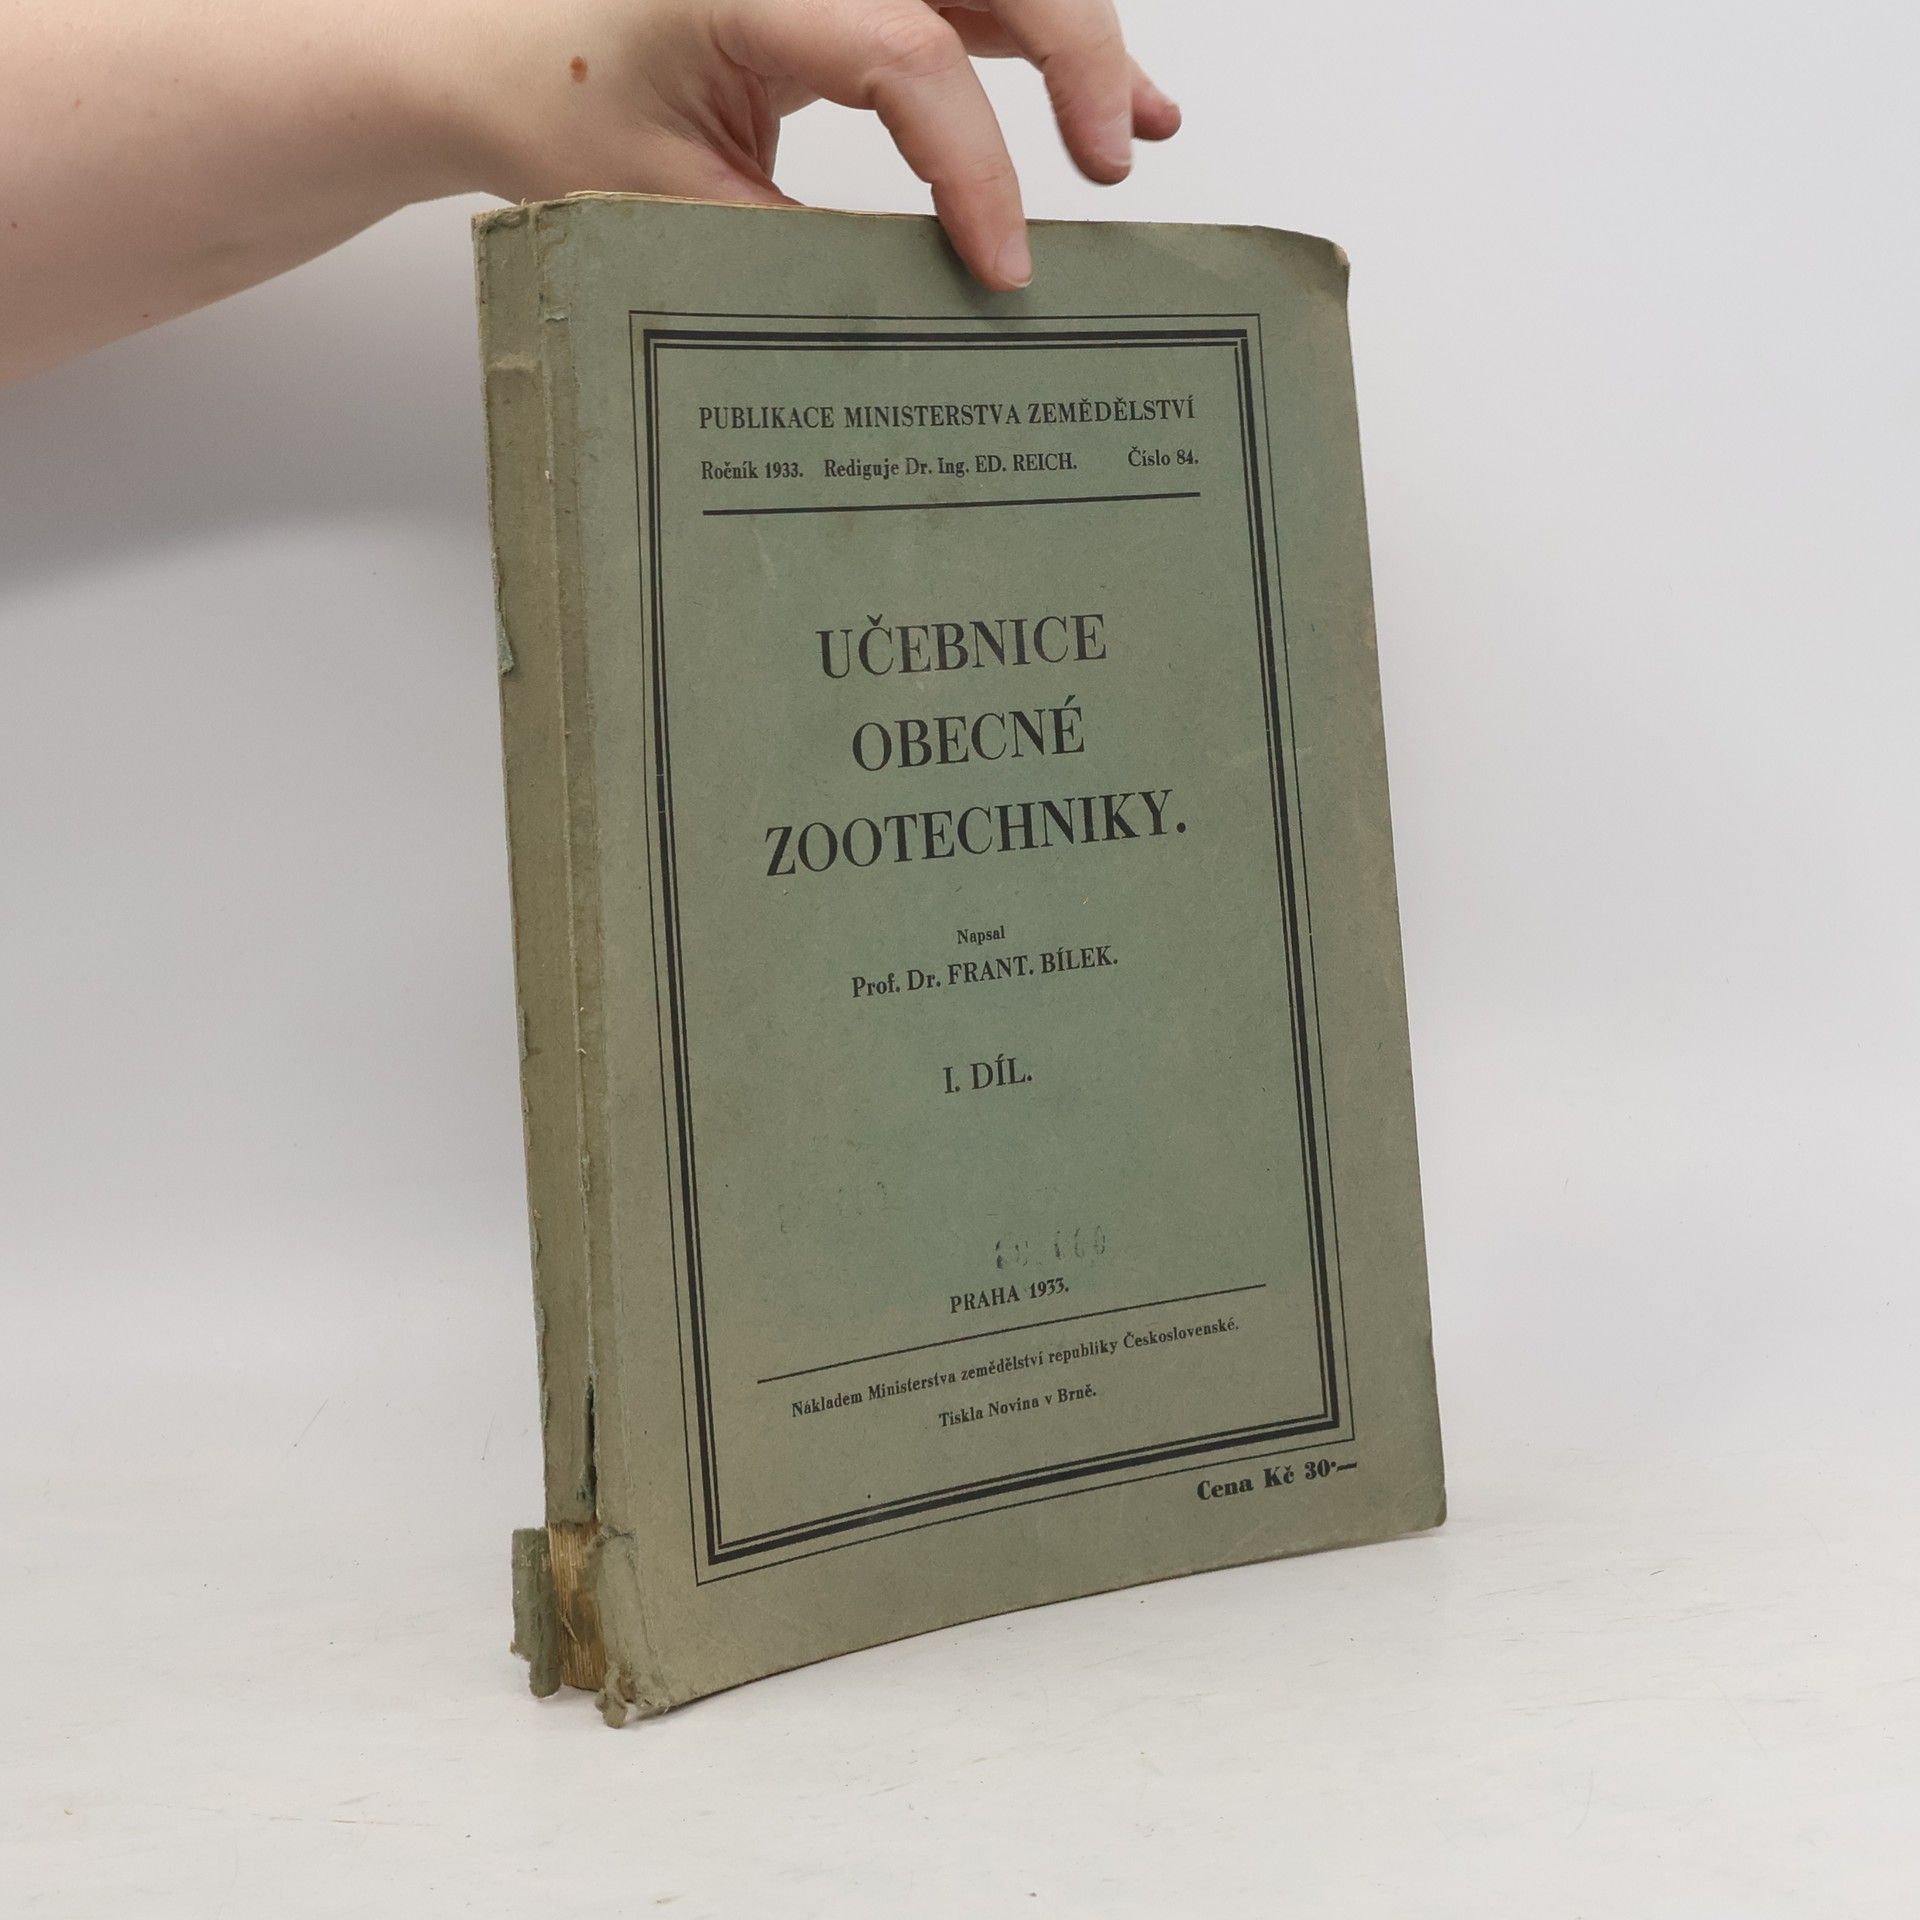 PUBLIKACE MINISTERSTVA ZEMĚDĚLSTVÍ
Ročník 1933. Rediguje Dr. Ing. ED. REICH. Číslo 84.
UČEBNICE
OBECNÉ
ZOOTECHNIKY.
Napsal
Prof. Dr. FRANT. BÍLEK.
I. DÍL.
PRAHA 1933.
Nákladem Ministerstva zemědělství republiky Československé.
Tiskla Novina v Brně.
Cena Kč 30·—